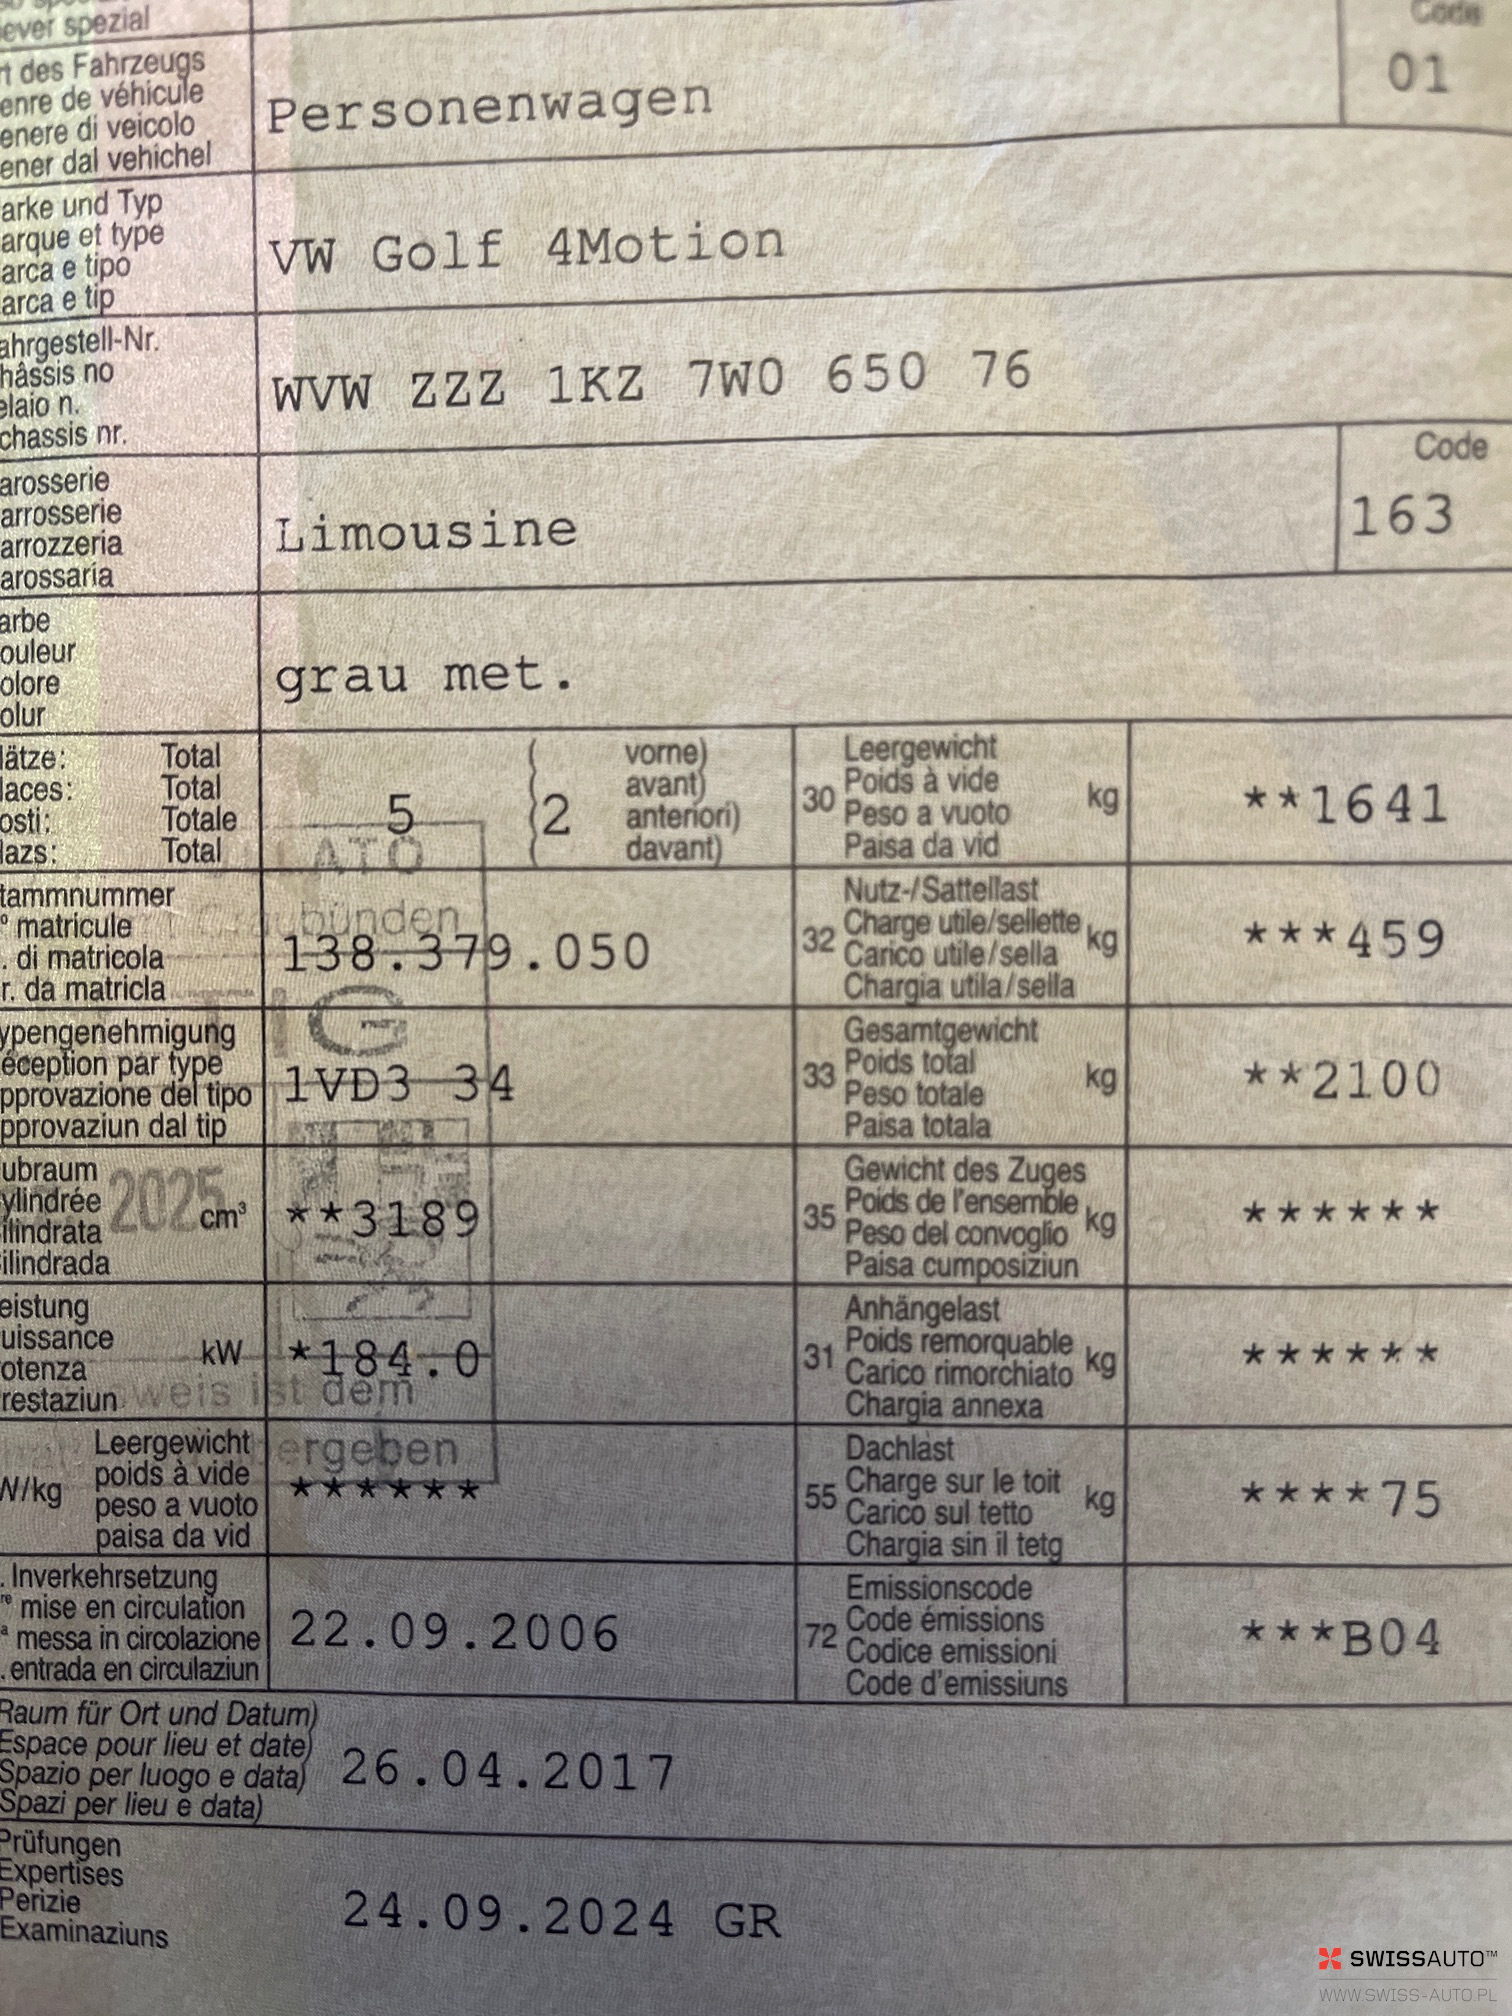 ever spezial
Code
rt des Fahrzeugs
enre de véhicule
enere di veicolo
ener dal vehichel
Personenwagen
01
arke und Typ
arque et type
arca e tipo
arca e tip
VW Golf 4Motion
ahrgestell-Nr.
hâssis no
elaio n.
chassis nr.
WVW ZZZ 1KZ 7W0 650 76
arosserie
arrosserie
arrozzeria
arossaria
Limousine
Code
163
arbe
ouleur
olore
olur
grau met.
lätze: Total
laces: Total
osti: Totale
lazs: Total
5 (2
vorne)
avant)
anteriori)
davant)
30
Leergewicht
Poids à vide
Peso a vuoto
Paisa da vid
kg
**1641
ATO
Graubünden
tammnummer
° matricule
. di matricola
r. da matricla
138.379.050
32
Nutz-/Sattellast
Charge utile/sellette
Carico utile/sella
Chargia utila/sella
kg
***459
TIG
ypengenehmigung
éception par type
pprovazione del tipo
pprovaziun dal tip
1VD3 34
33
Gesamtgewicht
Poids total
Peso totale
Paisa totala
kg
**2100
ubraum
ylindrée
ilindrata
ilindrada
2025
cm³
**3189
35
Gewicht des Zuges
Poids de l'ensemble
Peso del convoglio
Paisa cumposiziun
kg
******
eistung
uissance
otenza
restaziun
kW
*184.0
weis ist dem
31
Anhängelast
Poids remorquable
Carico rimorchiato
Chargia annexa
kg
******
W/kg
Leergewicht
poids à vide
peso a vuoto
paisa da vid
ergeben
******
55
Dachlast
Charge sur le toit
Carico sul tetto
Chargia sin il tetg
kg
****75
. Inverkehrsetzung
re mise en circulation
a messa in circolazione
. entrada en circulaziun
22.09.2006
72
Emissionscode
Code émissions
Codice emissioni
Code d'emissiuns
***B04
Raum für Ort und Datum)
Espace pour lieu et date)
Spazio per luogo e data)
Spazi per lieu e data)
26.04.2017
Prüfungen
Expertises
Perizie
Examinaziuns
24.09.2024 GR
SWISSAUTO™
WWW.SWISS-AUTO.PL